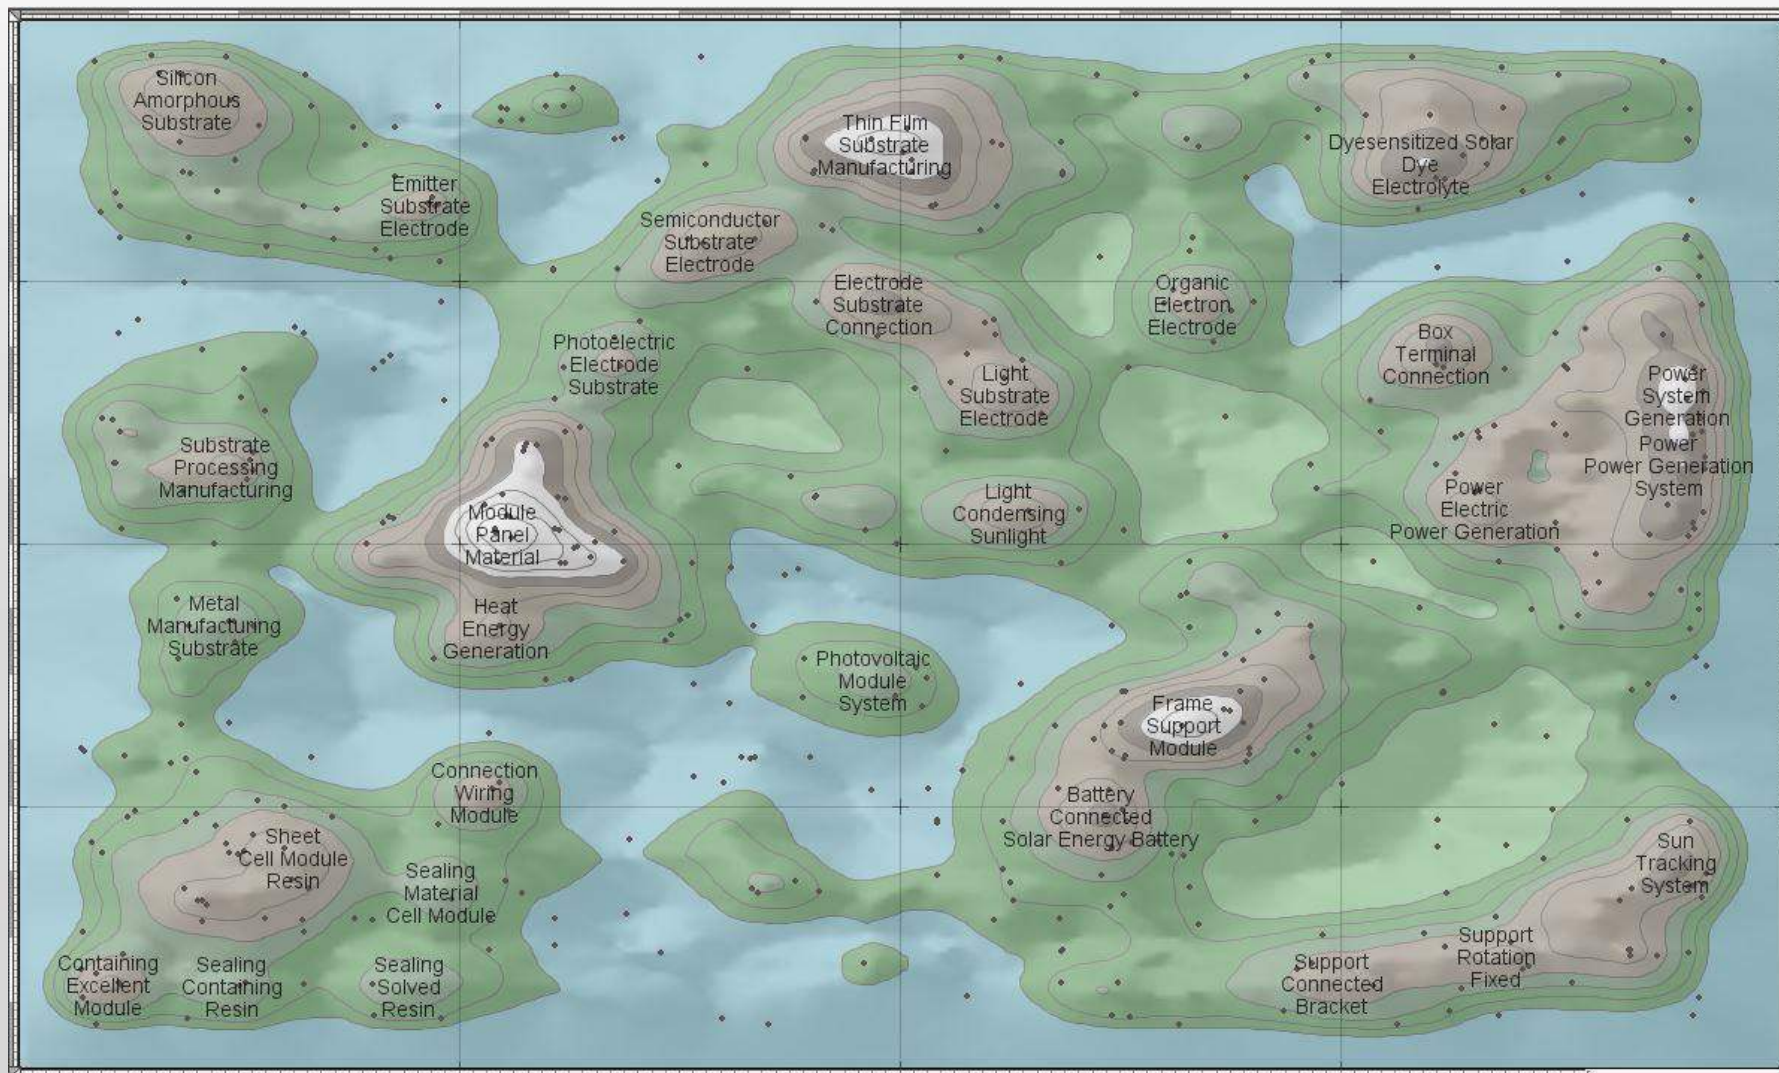 Silicon
Amorphous
Substrate
Emitter
Substrate
Electrode
Thin Film
Substrate
Manufacturing
Dyesensitized Solar
Dye
Electrolyte
Semiconductor
Substrate
Electrode
Electrode
Substrate
Connection
Organic
Electron
Electrode
Photoelectric
Electrode
Substrate
Light
Substrate
Electrode
Box
Terminal
Connection
Power
System
Generation
Power
Power Generation
System
Substrate
Processing
Manufacturing
Module
Panel
Material
Light
Condensing
Sunlight
Power
Electric
Power Generation
Metal
Manufacturing
Substrate
Heat
Energy
Generation
Photovoltaic
Module
System
Frame
Support
Module
Connection
Wiring
Module
Battery
Connected
Solar Energy Battery
Sheet
Cell Module
Resin
Sealing
Material
Cell Module
Sun
Tracking
System
Containing
Excellent
Module
Sealing
Containing
Resin
Sealing
Solved
Resin
Support
Connected
Bracket
Support
Rotation
Fixed